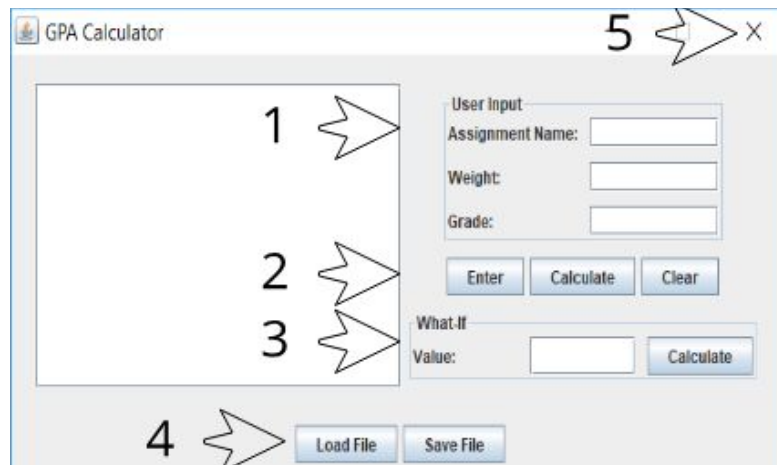 GPA Calculator
5
X
1
User Input
Assignment Name:
Weight:
Grade:
2
Enter Calculate Clear
3
What-If
Value: Calculate
4
Load File Save File